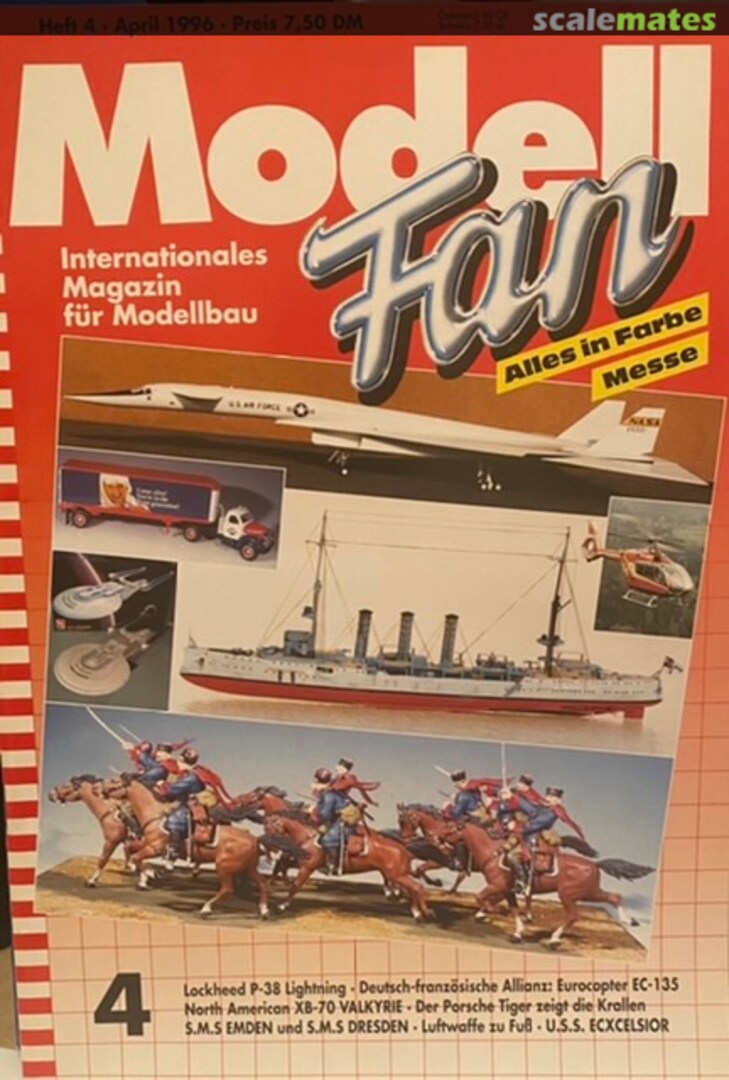 scalemates
Heft 4 - April 1996 - Preis 7,50 DM
Modell
Fan
Internationales
Magazin
für Modellbau
Alles in Farbe
Messe
U.S. AIR FORCE
NASA
4
Lockheed P-38 Lightning · Deutsch-französische Allianz: Eurocopter EC-135
North American XB-70 VALKYRIE · Der Porsche Tiger zeigt die Krallen
S.M.S EMDEN und S.M.S DRESDEN · Luftwaffe zu Fuß · U.S.S. ECXCELSIOR